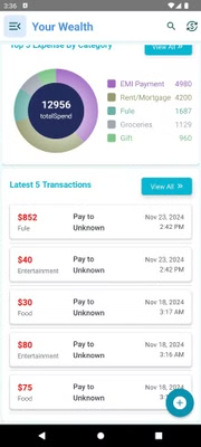 3:36
Your Wealth
Top 5 Expense By Category
View All
12956
totalSpend
EMI Payment 4980
Rent/Mortgage 4200
Fule 1687
Groceries 1129
Gift 960
Latest 5 Transactions
View All
$852 Pay to Nov 23, 2024
Fule Unknown 2:42 PM
$40 Pay to Nov 23, 2024
Entertainment Unknown 2:42 PM
$30 Pay to Nov 18, 2024
Food Unknown 3:17 AM
$80 Pay to Nov 18, 2024
Entertainment Unknown 3:16 AM
$75 Pay to Nov 18, 2024
Food Unknown